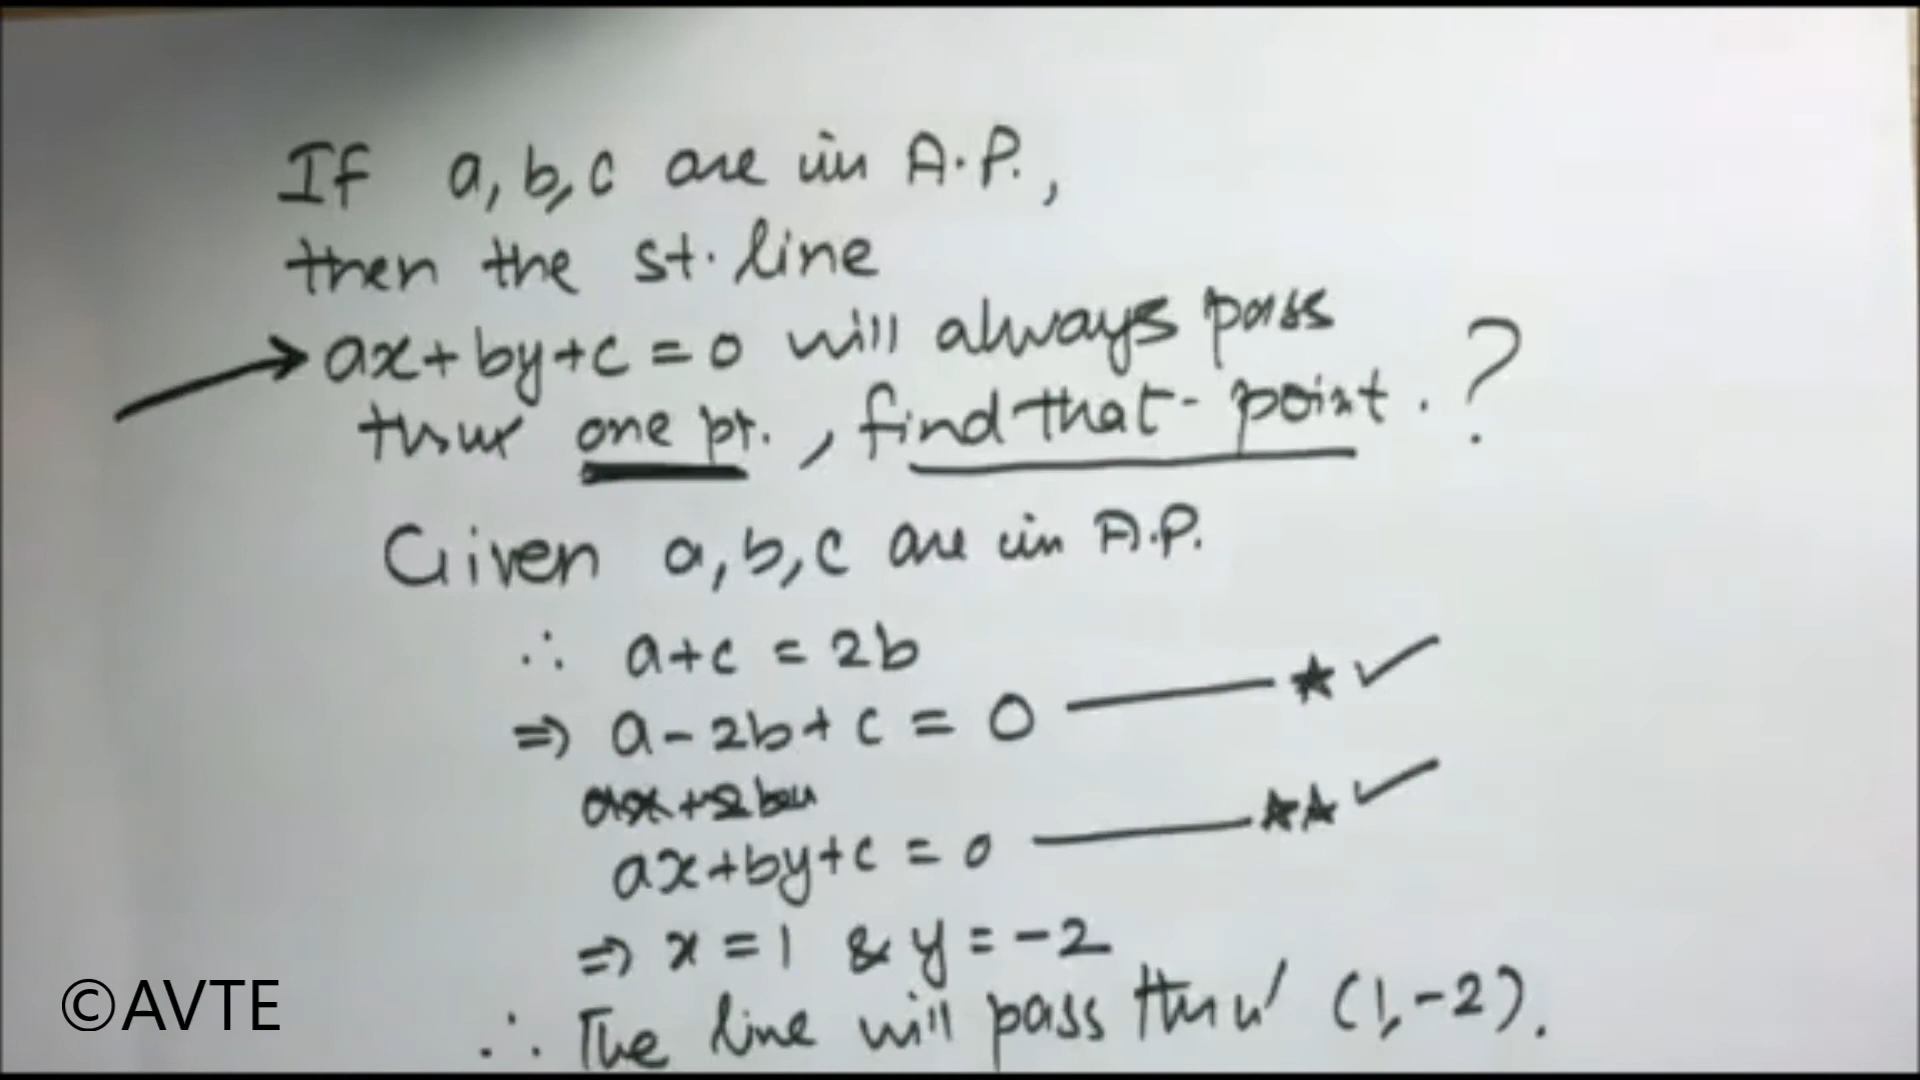 If a, b, c are in A.P.,
then the st. line
→ ax + by + c = 0 will always pass
thru one pt. , find that point. ?
Given a, b, c are in A.P.
∴ a + c = 2b
⇒ a - 2b + c = 0 —— ★ ✓
ax + by + c = 0 —— ★★ ✓
⇒ x = 1 & y = -2
∴ The line will pass thru' (1, -2).
©AVTE